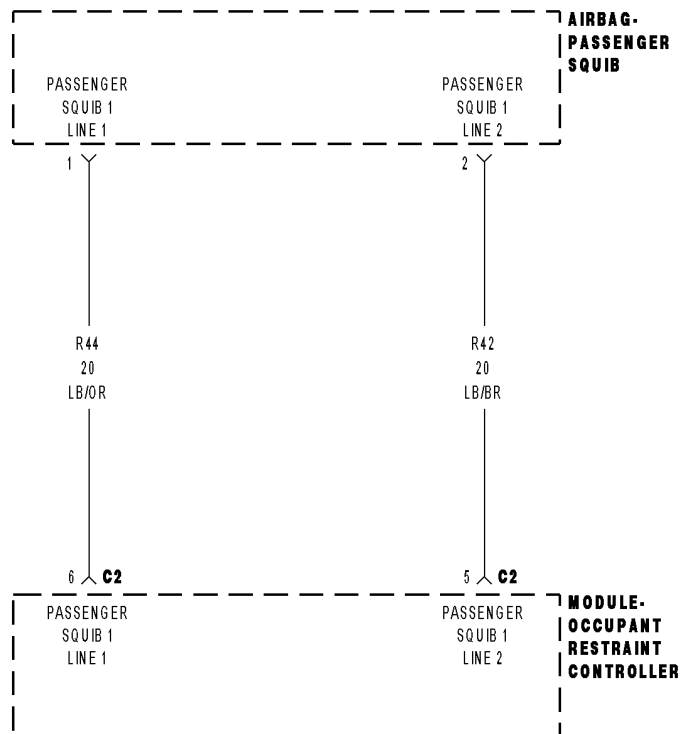 AIRBAG-
PASSENGER
SQUIB
PASSENGER
SQUIB 1
LINE 1
PASSENGER
SQUIB 1
LINE 2
1
2
R44
20
LB/OR
R42
20
LB/BR
6 C2
5 C2
MODULE-
OCCUPANT
RESTRAINT
CONTROLLER
PASSENGER
SQUIB 1
LINE 1
PASSENGER
SQUIB 1
LINE 2